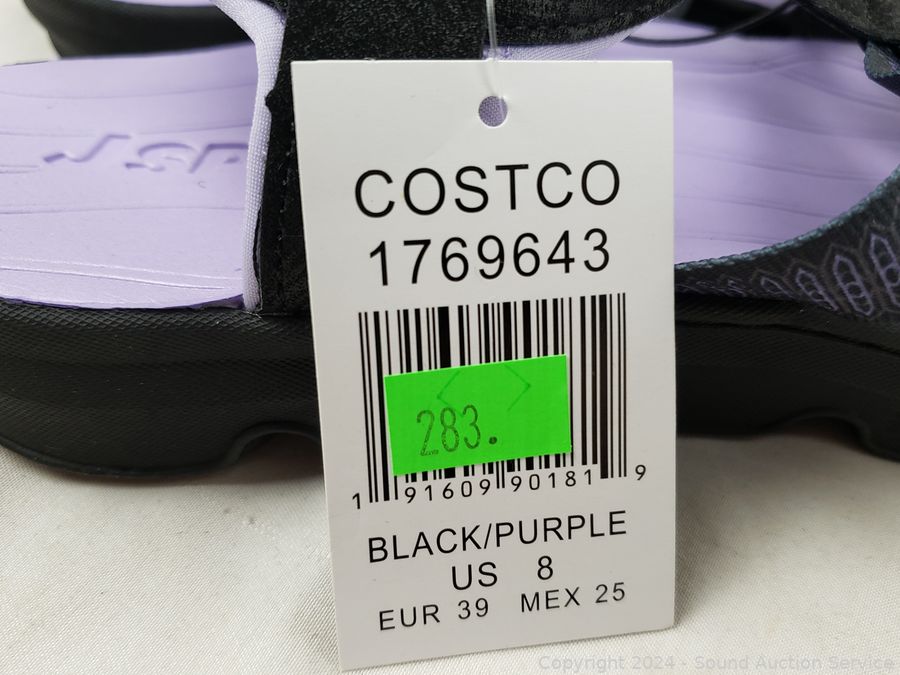 COSTCO
1769643
283.
1 91609 90181 9
BLACK/PURPLE
US 8
EUR 39 MEX 25
Copyright 2024 - Sound Auction Service